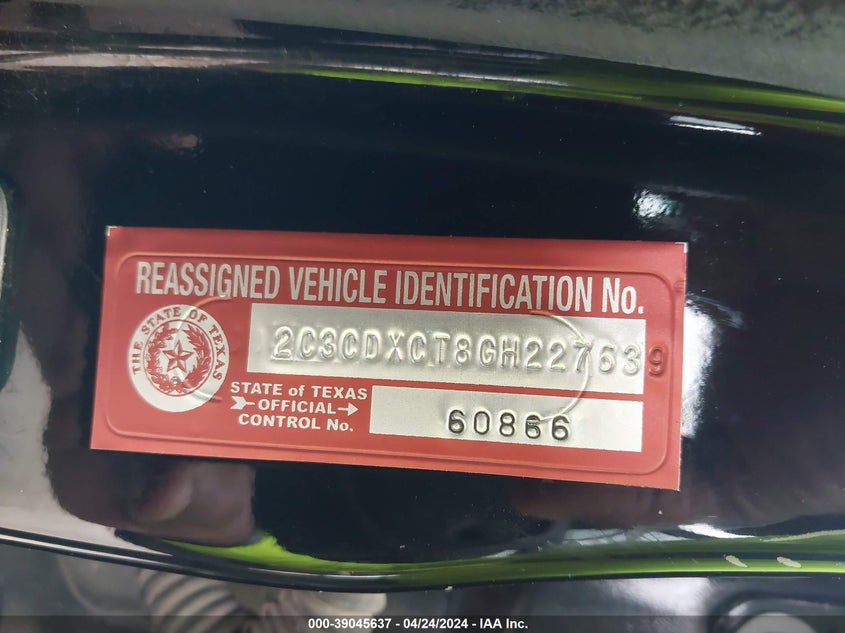 REASSIGNED VEHICLE IDENTIFICATION No.
THE STATE OF TEXAS
2C3CDXCT8GH227639
STATE of TEXAS
OFFICIAL
CONTROL No.
60866
000-39045637 - 04/24/2024 - IAA Inc.